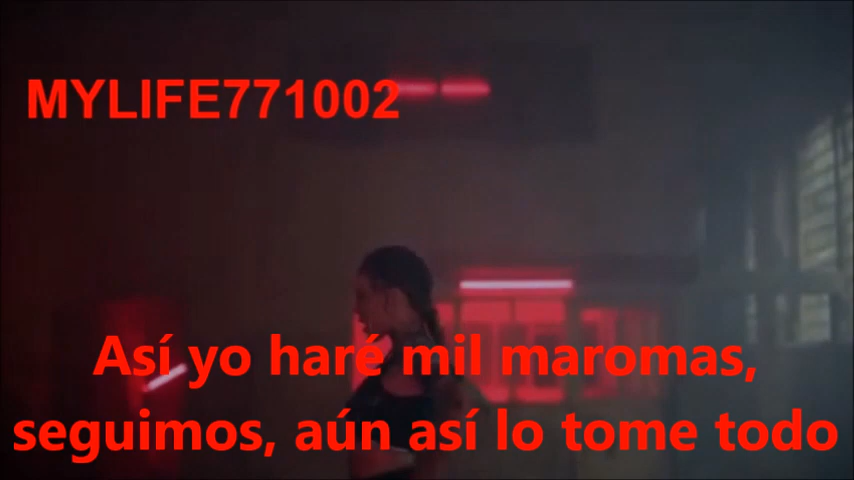 MYLIFE771002
Así yo haré mil maromas,
seguimos, aún así lo tome todo